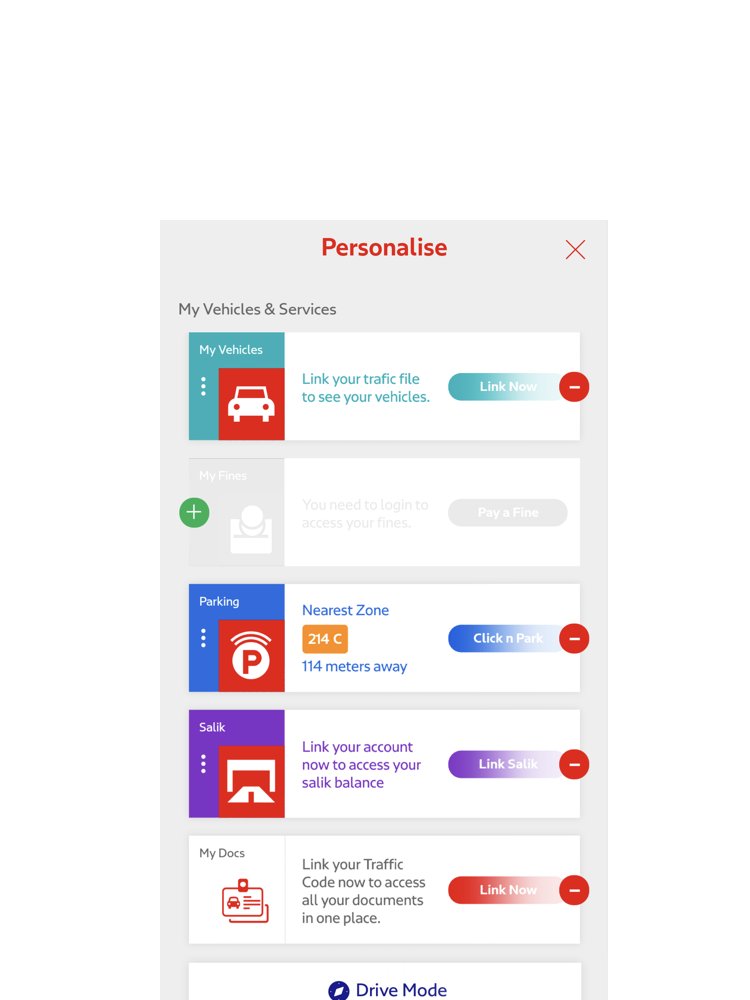 Personalise
My Vehicles & Services
My Vehicles
Link your trafic file
to see your vehicles.
Link Now
My Fines
You need to login to
access your fines.
Pay a Fine
Parking
P
Nearest Zone
214 C
114 meters away
Click n Park
Salik
Link your account
now to access your
salik balance
Link Salik
My Docs
Link your Traffic
Code now to access
all your documents
in one place.
Link Now
Drive Mode